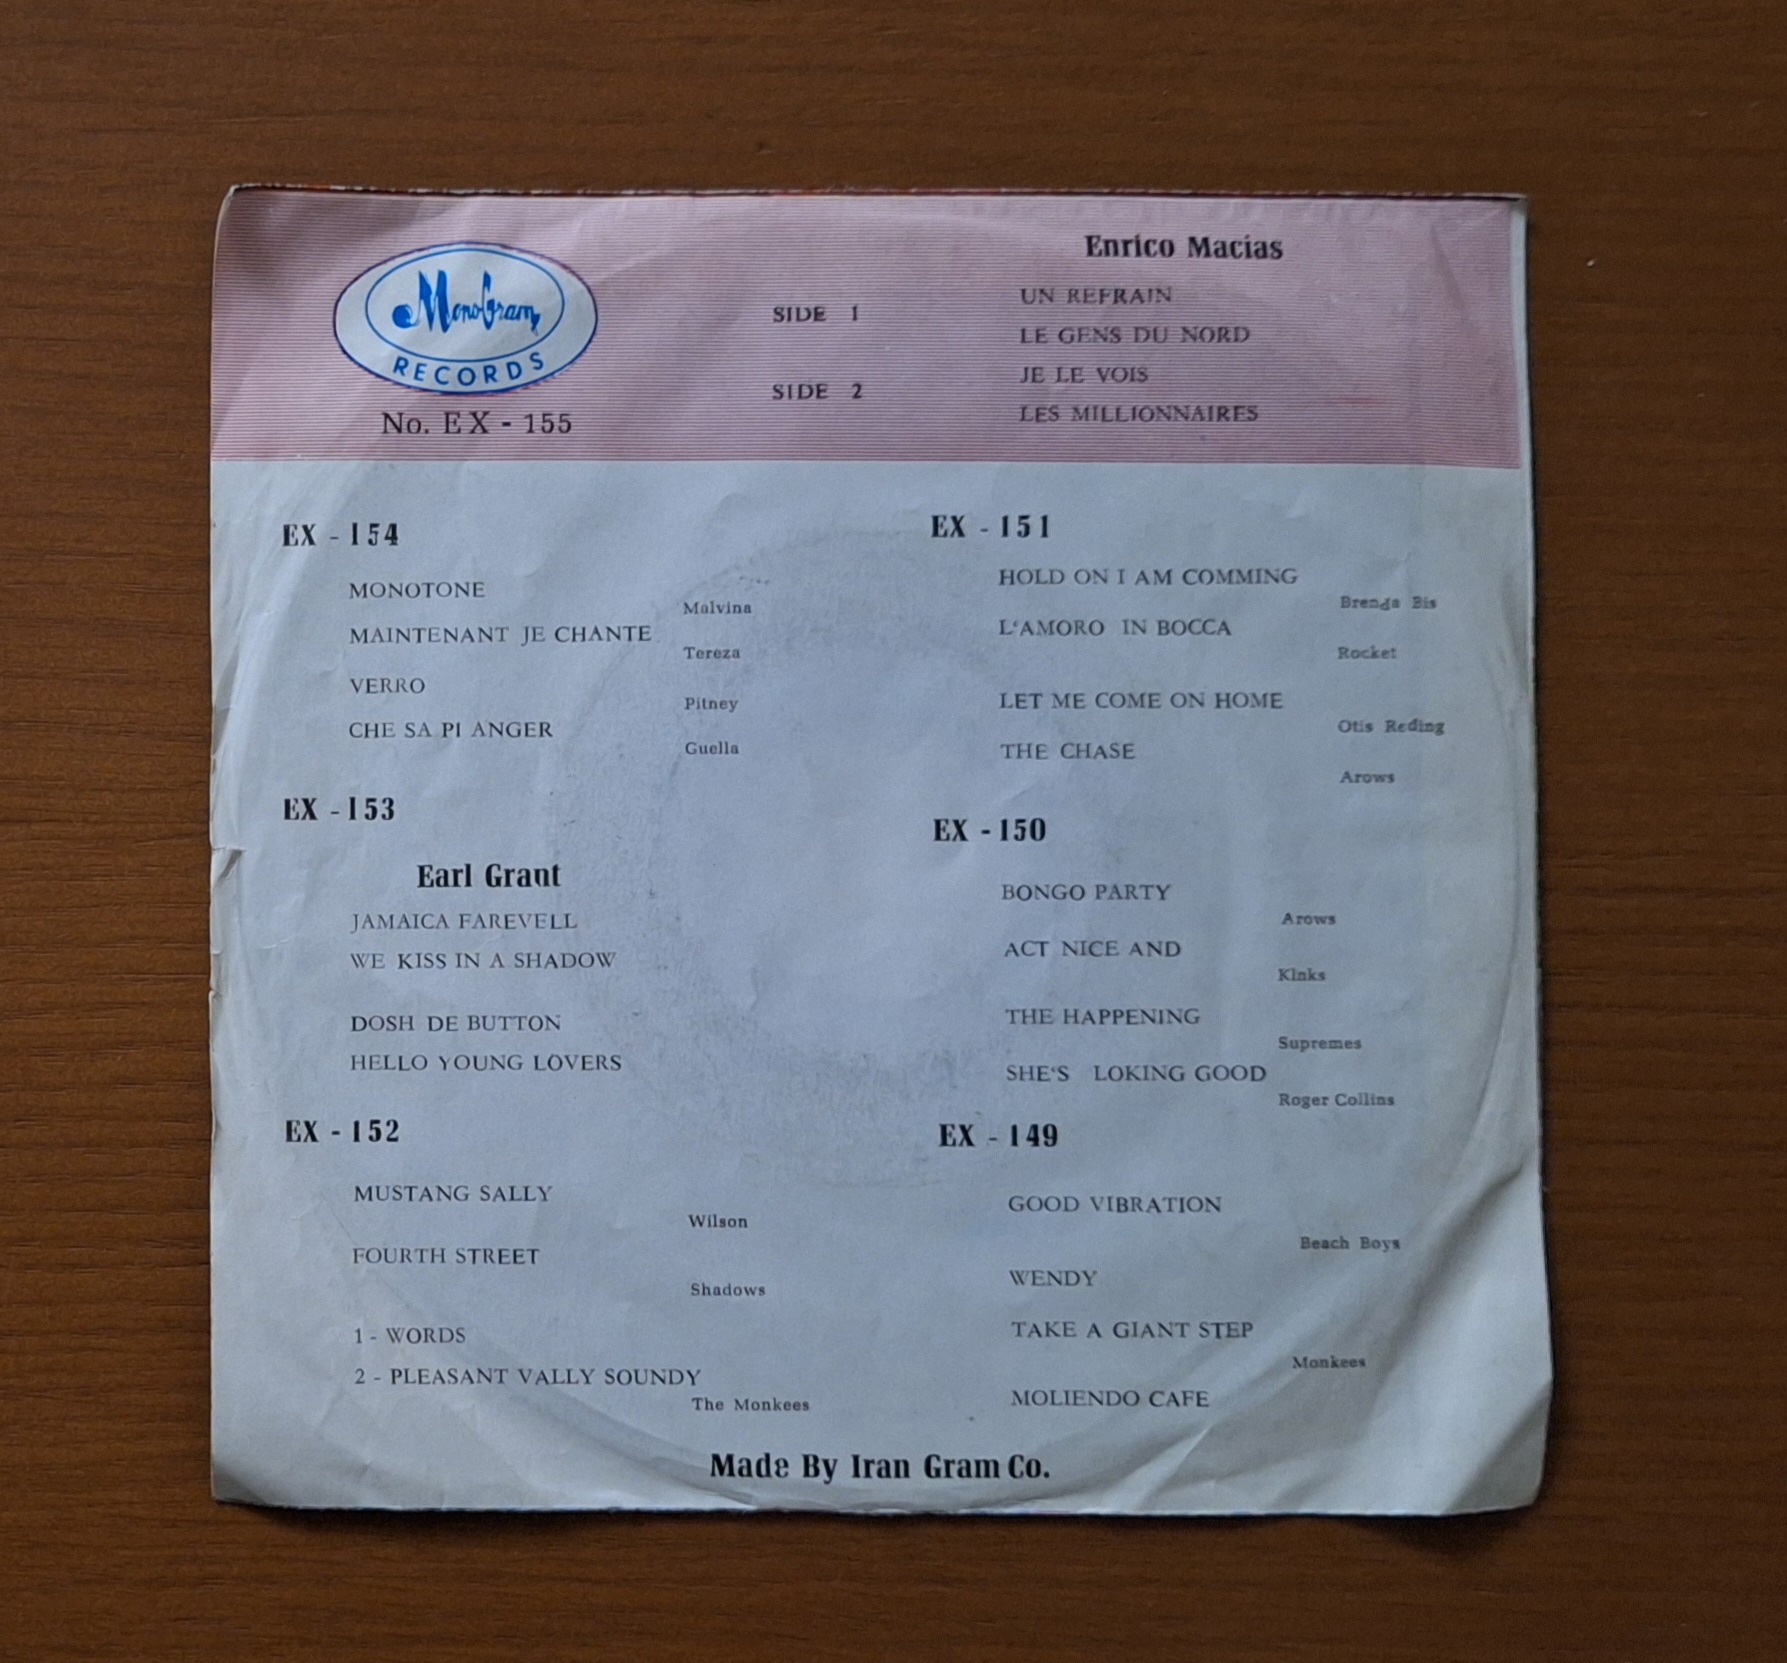 MonoGram
RECORDS
No. EX - 155
SIDE 1
SIDE 2
Enrico Macias
UN REFRAIN
LE GENS DU NORD
JE LE VOIS
LES MILLIONNAIRES
EX - 154
MONOTONE
Malvina
MAINTENANT JE CHANTE
Tereza
VERRO
Pitney
CHE SA PI ANGER
Guella
EX - 153
Earl Grant
JAMAICA FAREVELL
WE KISS IN A SHADOW
DOSH DE BUTTON
HELLO YOUNG LOVERS
EX - 152
MUSTANG SALLY
Wilson
FOURTH STREET
Shadows
1 - WORDS
2 - PLEASANT VALLY SOUNDY
The Monkees
EX - 151
HOLD ON I AM COMMING
Brenda Bis
L'AMORO IN BOCCA
Rocket
LET ME COME ON HOME
Otis Reding
THE CHASE
Arows
EX - 150
BONGO PARTY
Arows
ACT NICE AND
Kinks
THE HAPPENING
Supremes
SHE'S LOKING GOOD
Roger Collins
EX - 149
GOOD VIBRATION
Beach Boys
WENDY
TAKE A GIANT STEP
Monkees
MOLIENDO CAFE
Made By Iran Gram Co.